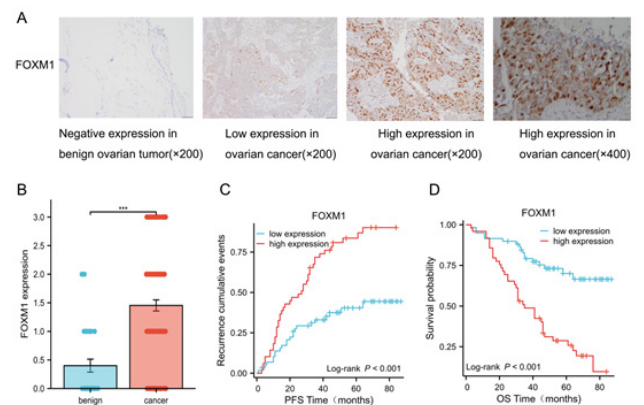 A
FOXM1
Negative expression in
benign ovarian tumor(×200)
Low expression in
ovarian cancer(×200)
High expression in
ovarian cancer(×200)
High expression in
ovarian cancer(×400)
B
***
FOXM1 expression
3.0
2.5
2.0
1.5
1.0
0.5
0.0
benign
cancer
C
FOXM1
low expression
high expression
Recurrence cumulative events
0.75
0.50
0.25
0.00
Log-rank P < 0.001
0
20
40
60
80
PFS Time (months)
D
FOXM1
low expression
high expression
Survival probability
1.00
0.75
0.50
0.25
Log-rank P < 0.001
0
20
40
60
80
OS Time (months)